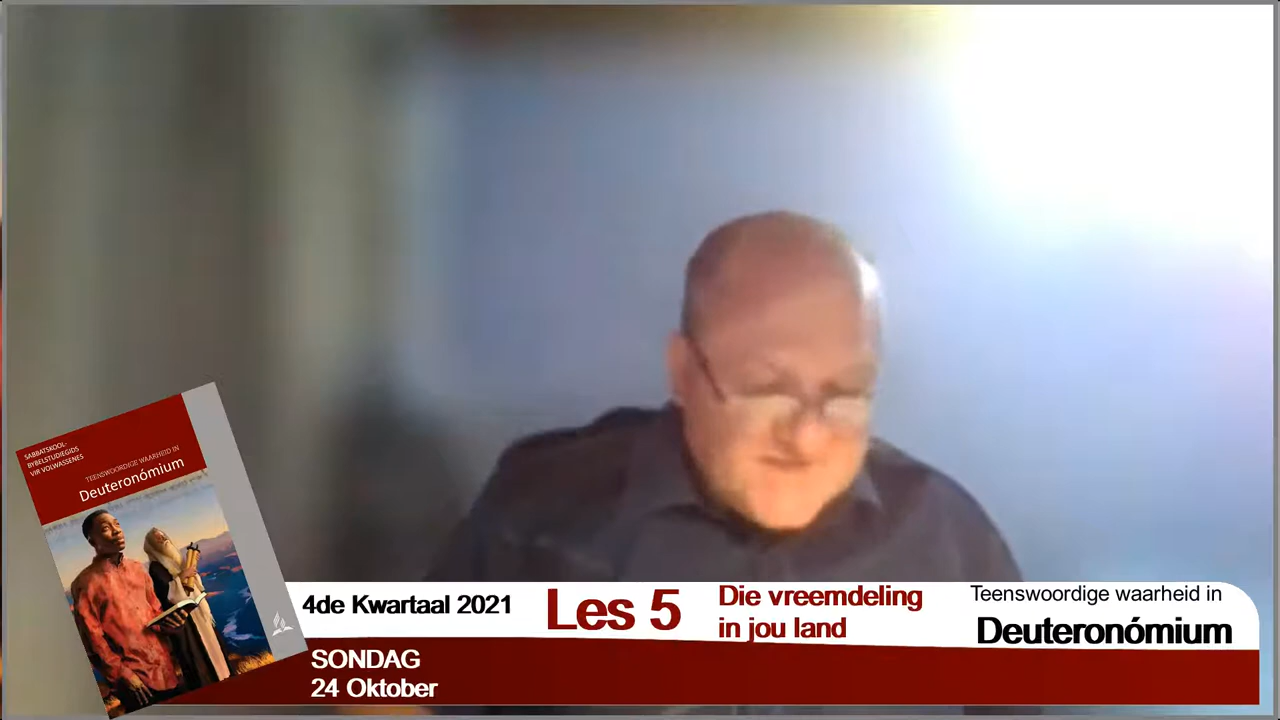 SABBATSKOOL-
BYBELSTUDIEGIDS
VIR VOLWASSENES
TEENSWOORDIGE WAARHEID IN
Deuteronómium
4de Kwartaal 2021
Les 5
Die vreemdeling
in jou land
Teenswoordige waarheid in
Deuteronómium
SONDAG
24 Oktober